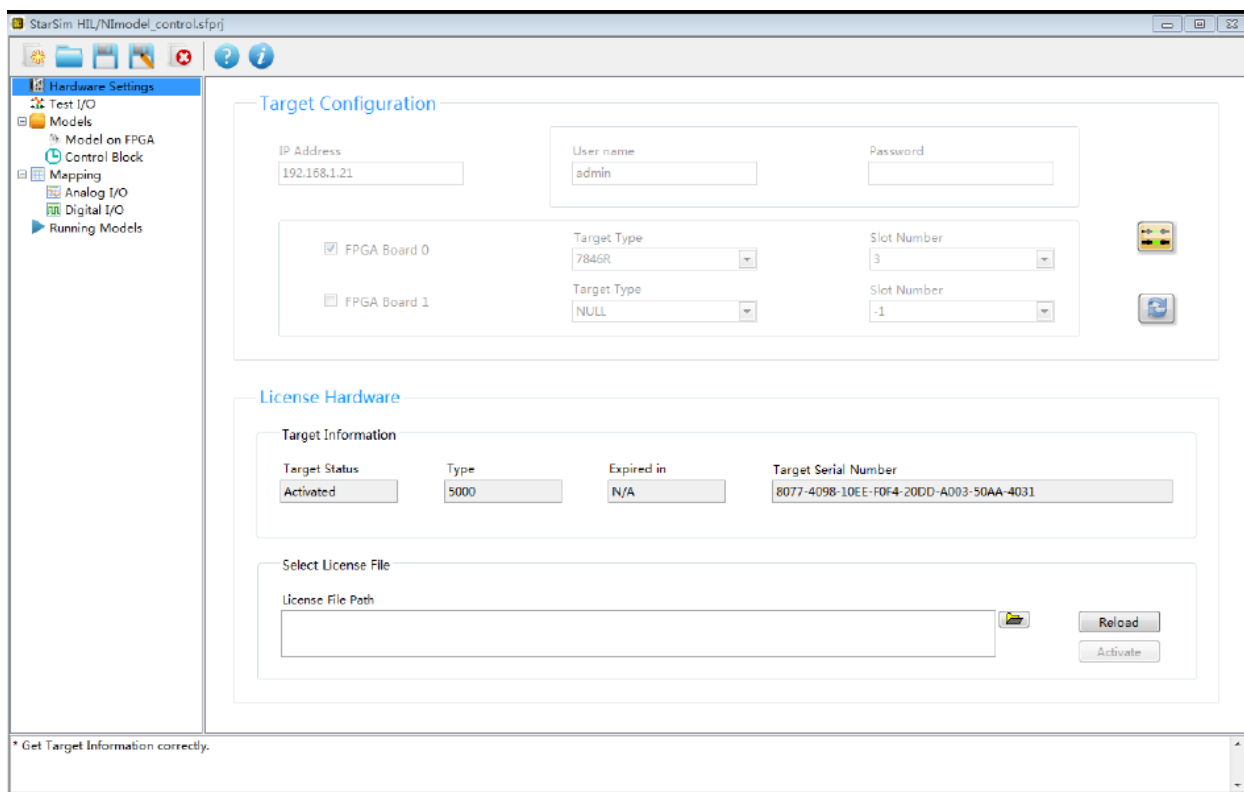 StarSim HIL/NImodel_control.sfprj
Hardware Settings
Test I/O
Models
Model on FPGA
Control Block
Mapping
Analog I/O
Digital I/O
Running Models
Target Configuration
IP Address
User name
Password
192.168.1.21
admin
FPGA Board 0
Target Type
Slot Number
7846R
3
FPGA Board 1
Target Type
Slot Number
NULL
-1
License Hardware
Target Information
Target Status
Type
Expired in
Target Serial Number
Activated
5000
N/A
8077-4098-10EE-F0F4-20DD-A003-50AA-4031
Select License File
License File Path
Reload
Activate
* Get Target Information correctly.